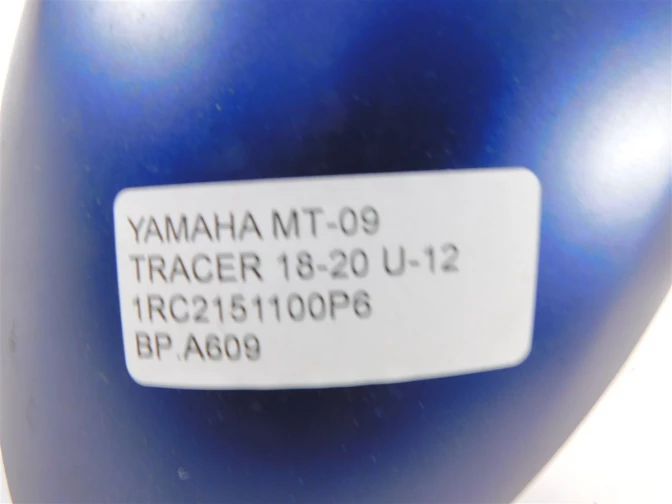 YAMAHA MT-09
TRACER 18-20 U-12
1RC2151100P6
BP.A609